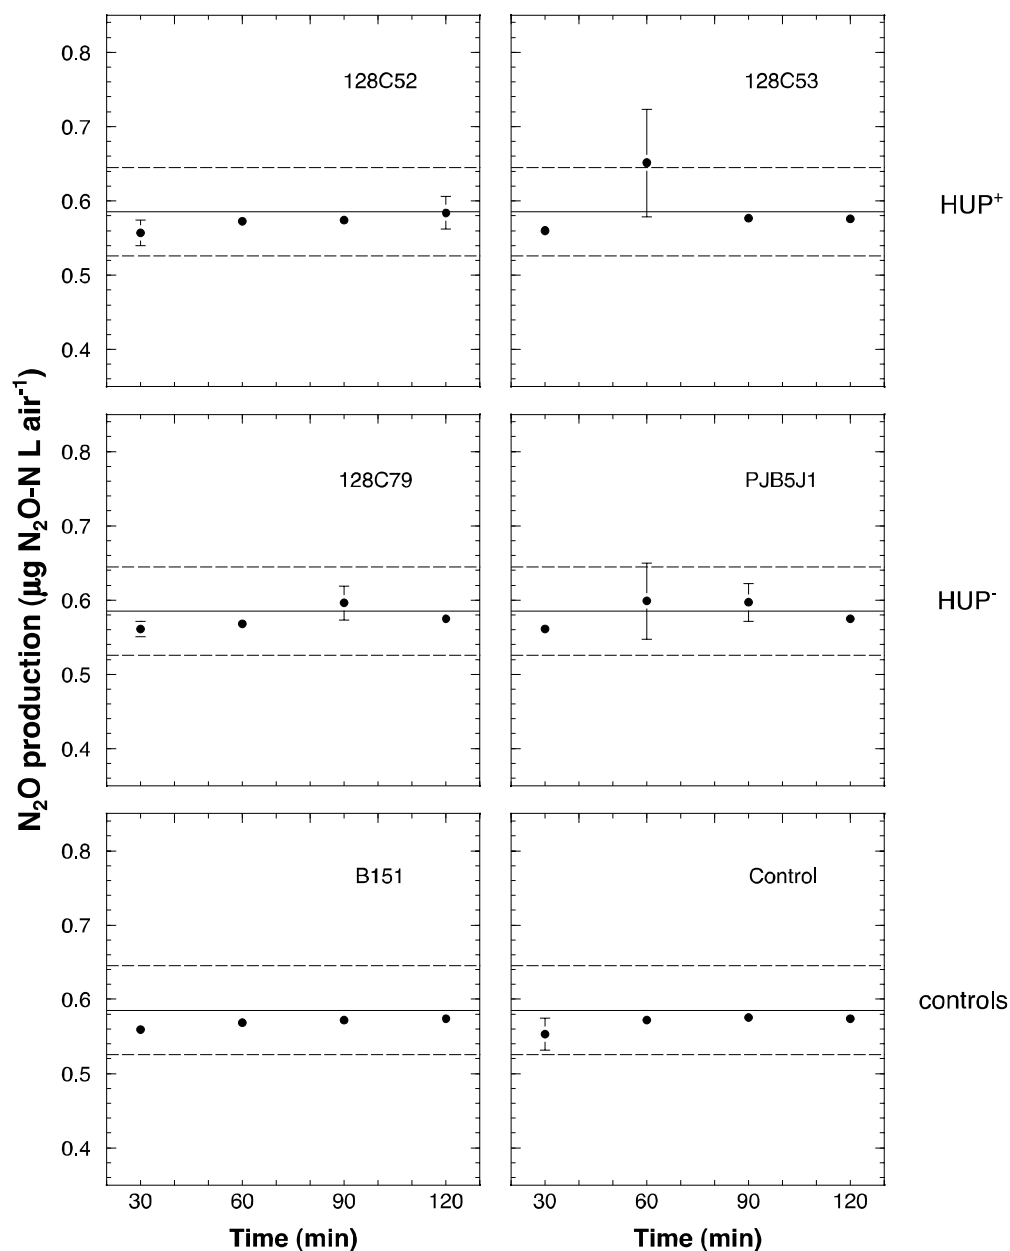 N₂O production (µg N₂O-N L air⁻¹)
0.8
0.7
0.6
0.5
0.4
128C52
128C53
HUP⁺
0.8
0.7
0.6
0.5
0.4
128C79
PJB5J1
HUP⁻
0.8
0.7
0.6
0.5
0.4
B151
Control
controls
30 60 90 120
30 60 90 120
Time (min)
Time (min)